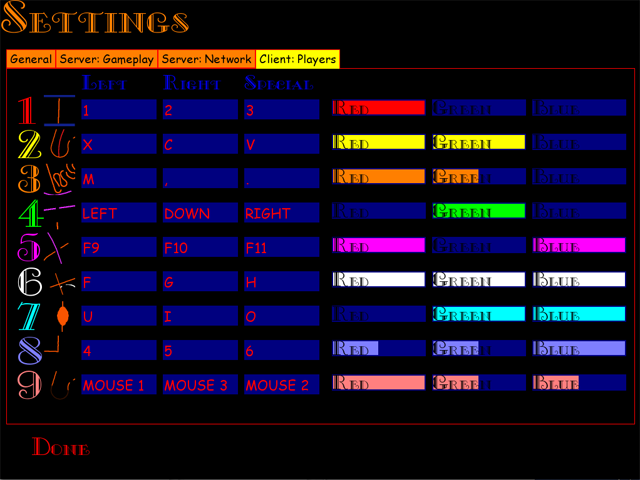 Settings
General Server: Gameplay Server: Network Client: Players
Left Right Special
1 1 2 3 Red Green Blue
2 X C V Red Green Blue
3 M , . Red Green Blue
4 LEFT DOWN RIGHT Red Green Blue
5 F9 F10 F11 Red Green Blue
6 F G H Red Green Blue
7 U I O Red Green Blue
8 4 5 6 Red Green Blue
9 MOUSE 1 MOUSE 3 MOUSE 2 Red Green Blue
Done